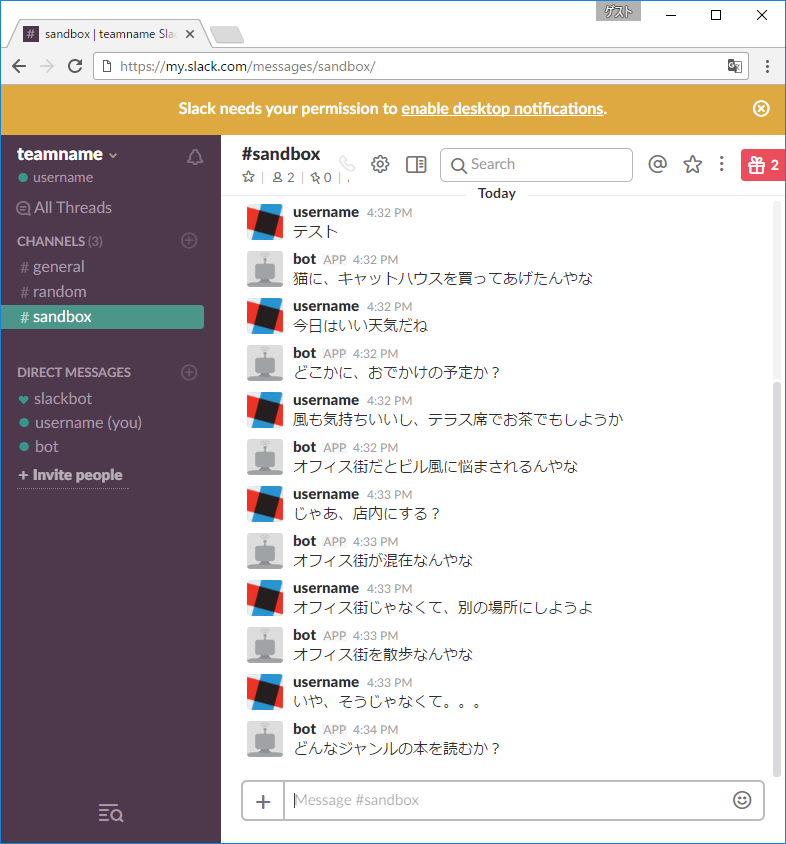 ゲスト
sandbox | teamname Sla
https://my.slack.com/messages/sandbox/
Slack needs your permission to enable desktop notifications.
teamname
username
All Threads
CHANNELS (3)
# general
# random
# sandbox
DIRECT MESSAGES
slackbot
username (you)
bot
+ Invite people
#sandbox
2
0
Search
@
2
Today
username 4:32 PM
テスト
bot APP 4:32 PM
猫に、キャットハウスを買ってあげたんやな
username 4:32 PM
今日はいい天気だね
bot APP 4:32 PM
どこかに、おでかけの予定か？
username 4:32 PM
風も気持ちいいし、テラス席でお茶でもしようか
bot APP 4:32 PM
オフィス街だとビル風に悩まされるんやな
username 4:33 PM
じゃあ、店内にする？
bot APP 4:33 PM
オフィス街が混在なんやな
username 4:33 PM
オフィス街じゃなくて、別の場所にしようよ
bot APP 4:33 PM
オフィス街を散歩なんやな
username 4:33 PM
いや、そうじゃなくて。。。
bot APP 4:34 PM
どんなジャンルの本を読むか？
Message #sandbox